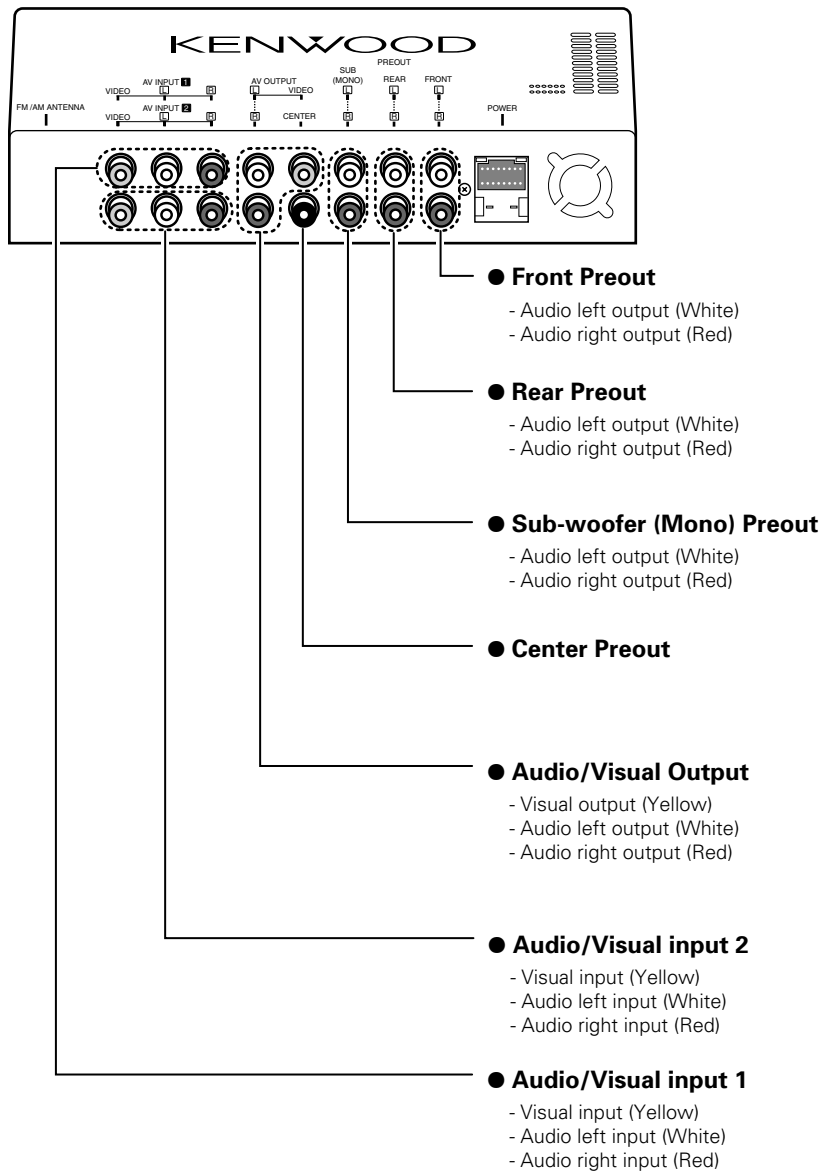 KENWOOD
PREOUT
SUB
(MONO) REAR FRONT
AV INPUT 1 AV OUTPUT
VIDEO L R VIDEO L L L
FM /AM ANTENNA AV INPUT 2 POWER
VIDEO L R R CENTER R R R
● Front Preout
- Audio left output (White)
- Audio right output (Red)
● Rear Preout
- Audio left output (White)
- Audio right output (Red)
● Sub-woofer (Mono) Preout
- Audio left output (White)
- Audio right output (Red)
● Center Preout
● Audio/Visual Output
- Visual output (Yellow)
- Audio left output (White)
- Audio right output (Red)
● Audio/Visual input 2
- Visual input (Yellow)
- Audio left input (White)
- Audio right input (Red)
● Audio/Visual input 1
- Visual input (Yellow)
- Audio left input (White)
- Audio right input (Red)